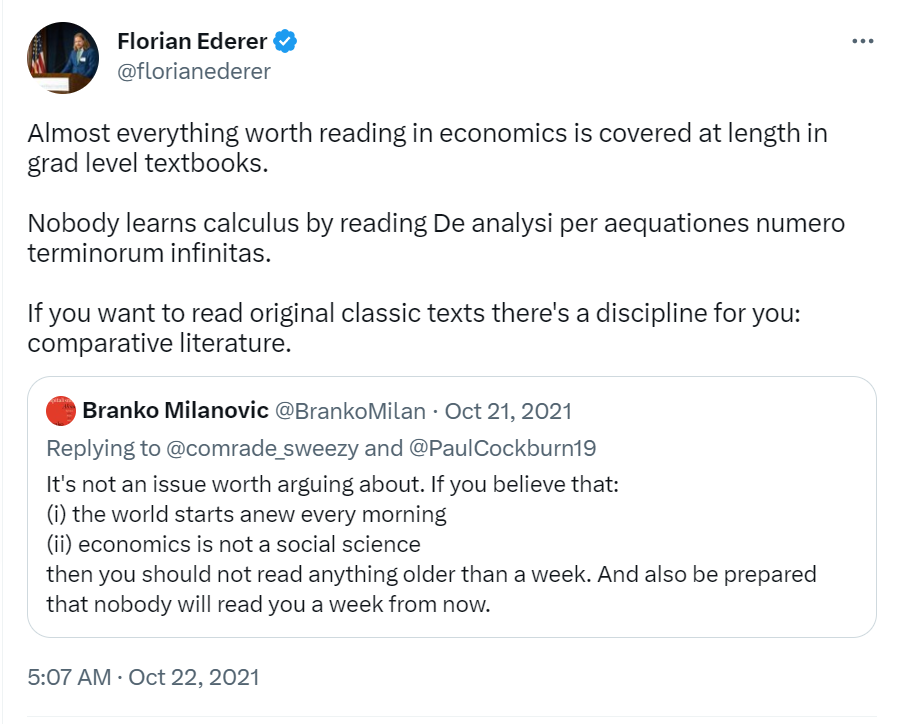 Florian Ederer
@florianederer
Almost everything worth reading in economics is covered at length in
grad level textbooks.
Nobody learns calculus by reading De analysi per aequationes numero
terminorum infinitas.
If you want to read original classic texts there's a discipline for you:
comparative literature.
Branko Milanovic @BrankoMilan · Oct 21, 2021
Replying to @comrade_sweezy and @PaulCockburn19
It's not an issue worth arguing about. If you believe that:
(i) the world starts anew every morning
(ii) economics is not a social science
then you should not read anything older than a week. And also be prepared
that nobody will read you a week from now.
5:07 AM · Oct 22, 2021